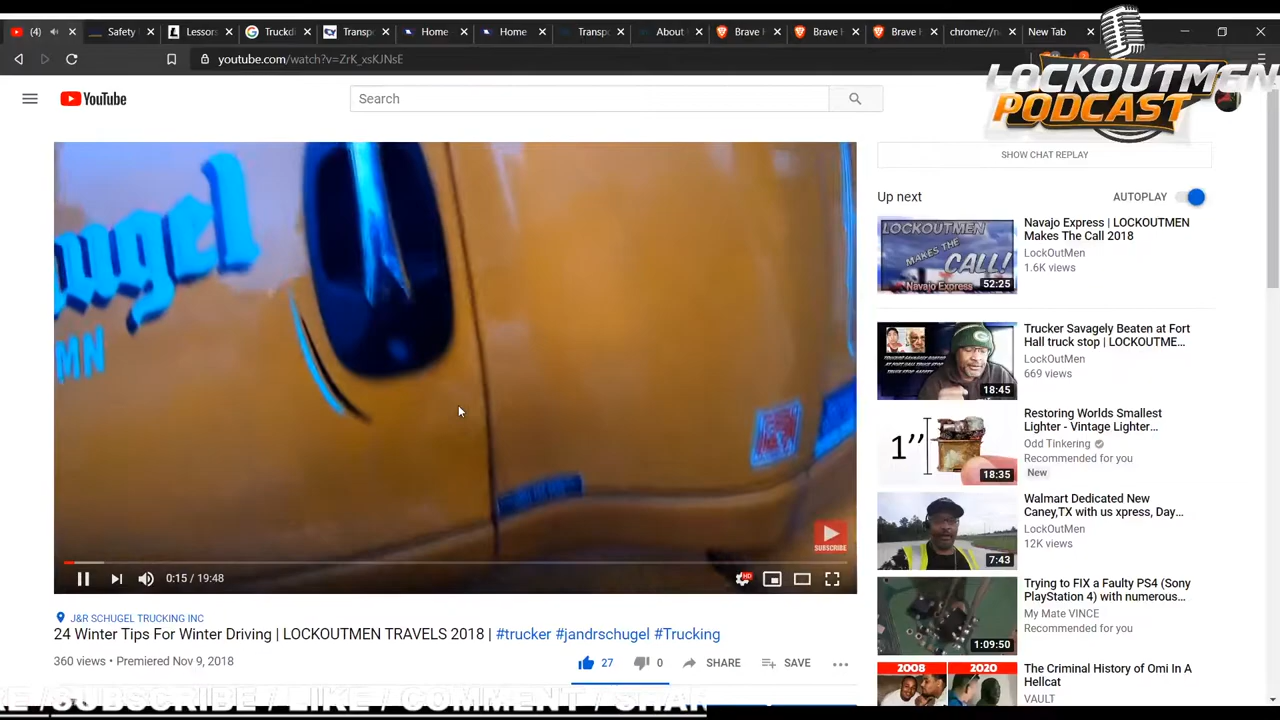 (4)
Safety
Lessors
Truckd
Transp
Home
Home
Transp
About
Brave
Brave
Brave
chrome://n
New Tab
youtube.com/watch?v=ZrK_xsKJNsE
LOCKOUTMEN
PODCAST
YouTube
Search
SHOW CHAT REPLAY
Up next
AUTOPLAY
MN
SUBSCRIBE
0:15 / 19:48
HD
LOCKOUTMEN
MAKES THE
CALL!
Navajo Express
52:25
Navajo Express | LOCKOUTMEN
Makes The Call 2018
LockOutMen
1.6K views
18:45
Trucker Savagely Beaten at Fort
Hall truck stop | LOCKOUTME...
LockOutMen
669 views
1"
18:35
Restoring Worlds Smallest
Lighter - Vintage Lighter...
Odd Tinkering
Recommended for you
New
7:43
Walmart Dedicated New
Caney,TX with us xpress, Day...
LockOutMen
12K views
1:09:50
Trying to FIX a Faulty PS4 (Sony
PlayStation 4) with numerous...
My Mate VINCE
Recommended for you
2008
2020
The Criminal History of Omi In A
Hellcat
VAULT
J&R SCHUGEL TRUCKING INC
24 Winter Tips For Winter Driving | LOCKOUTMEN TRAVELS 2018 | #trucker #jandrschugel #Trucking
360 views • Premiered Nov 9, 2018
27
0
SHARE
SAVE
/SUBSCRIBE / LIKE / COMMENT / SHAR